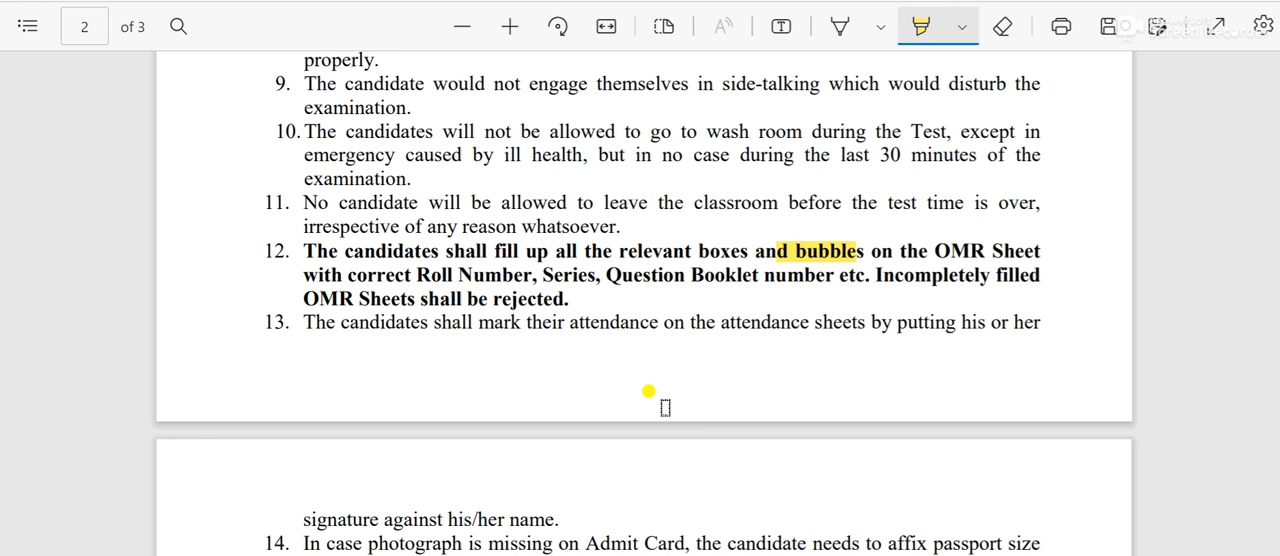 2 of 3
properly.
9. The candidate would not engage themselves in side-talking which would disturb the
examination.
10. The candidates will not be allowed to go to wash room during the Test, except in
emergency caused by ill health, but in no case during the last 30 minutes of the
examination.
11. No candidate will be allowed to leave the classroom before the test time is over,
irrespective of any reason whatsoever.
12. The candidates shall fill up all the relevant boxes and bubbles on the OMR Sheet
with correct Roll Number, Series, Question Booklet number etc. Incompletely filled
OMR Sheets shall be rejected.
13. The candidates shall mark their attendance on the attendance sheets by putting his or her
signature against his/her name.
14. In case photograph is missing on Admit Card, the candidate needs to affix passport size